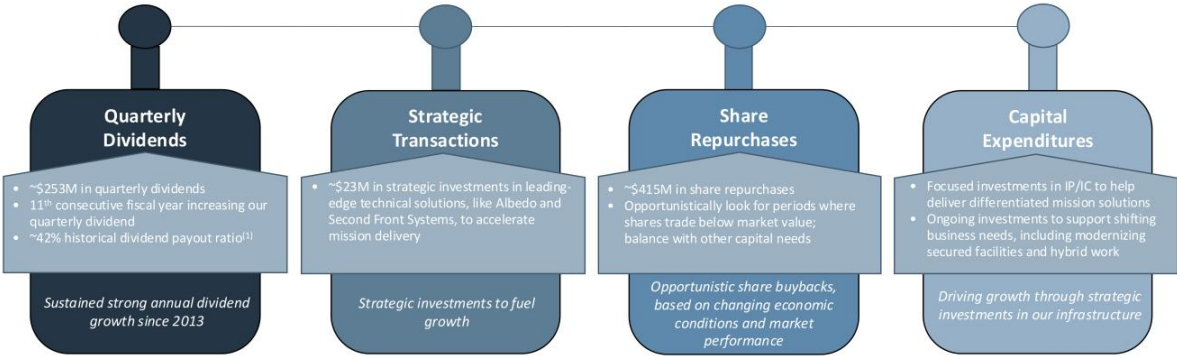 Quarterly
Dividends
• ~$253M in quarterly dividends
• 11th consecutive fiscal year increasing our
quarterly dividend
• ~42% historical dividend payout ratio(1)
Sustained strong annual dividend
growth since 2013
Strategic
Transactions
• ~$23M in strategic investments in leading-
edge technical solutions, like Albedo and
Second Front Systems, to accelerate
mission delivery
Strategic investments to fuel
growth
Share
Repurchases
• ~$415M in share repurchases
• Opportunistically look for periods where
shares trade below market value;
balance with other capital needs
Opportunistic share buybacks,
based on changing economic
conditions and market
performance
Capital
Expenditures
• Focused investments in IP/IC to help
deliver differentiated mission solutions
• Ongoing investments to support shifting
business needs, including modernizing
secured facilities and hybrid work
Driving growth through strategic
investments in our infrastructure